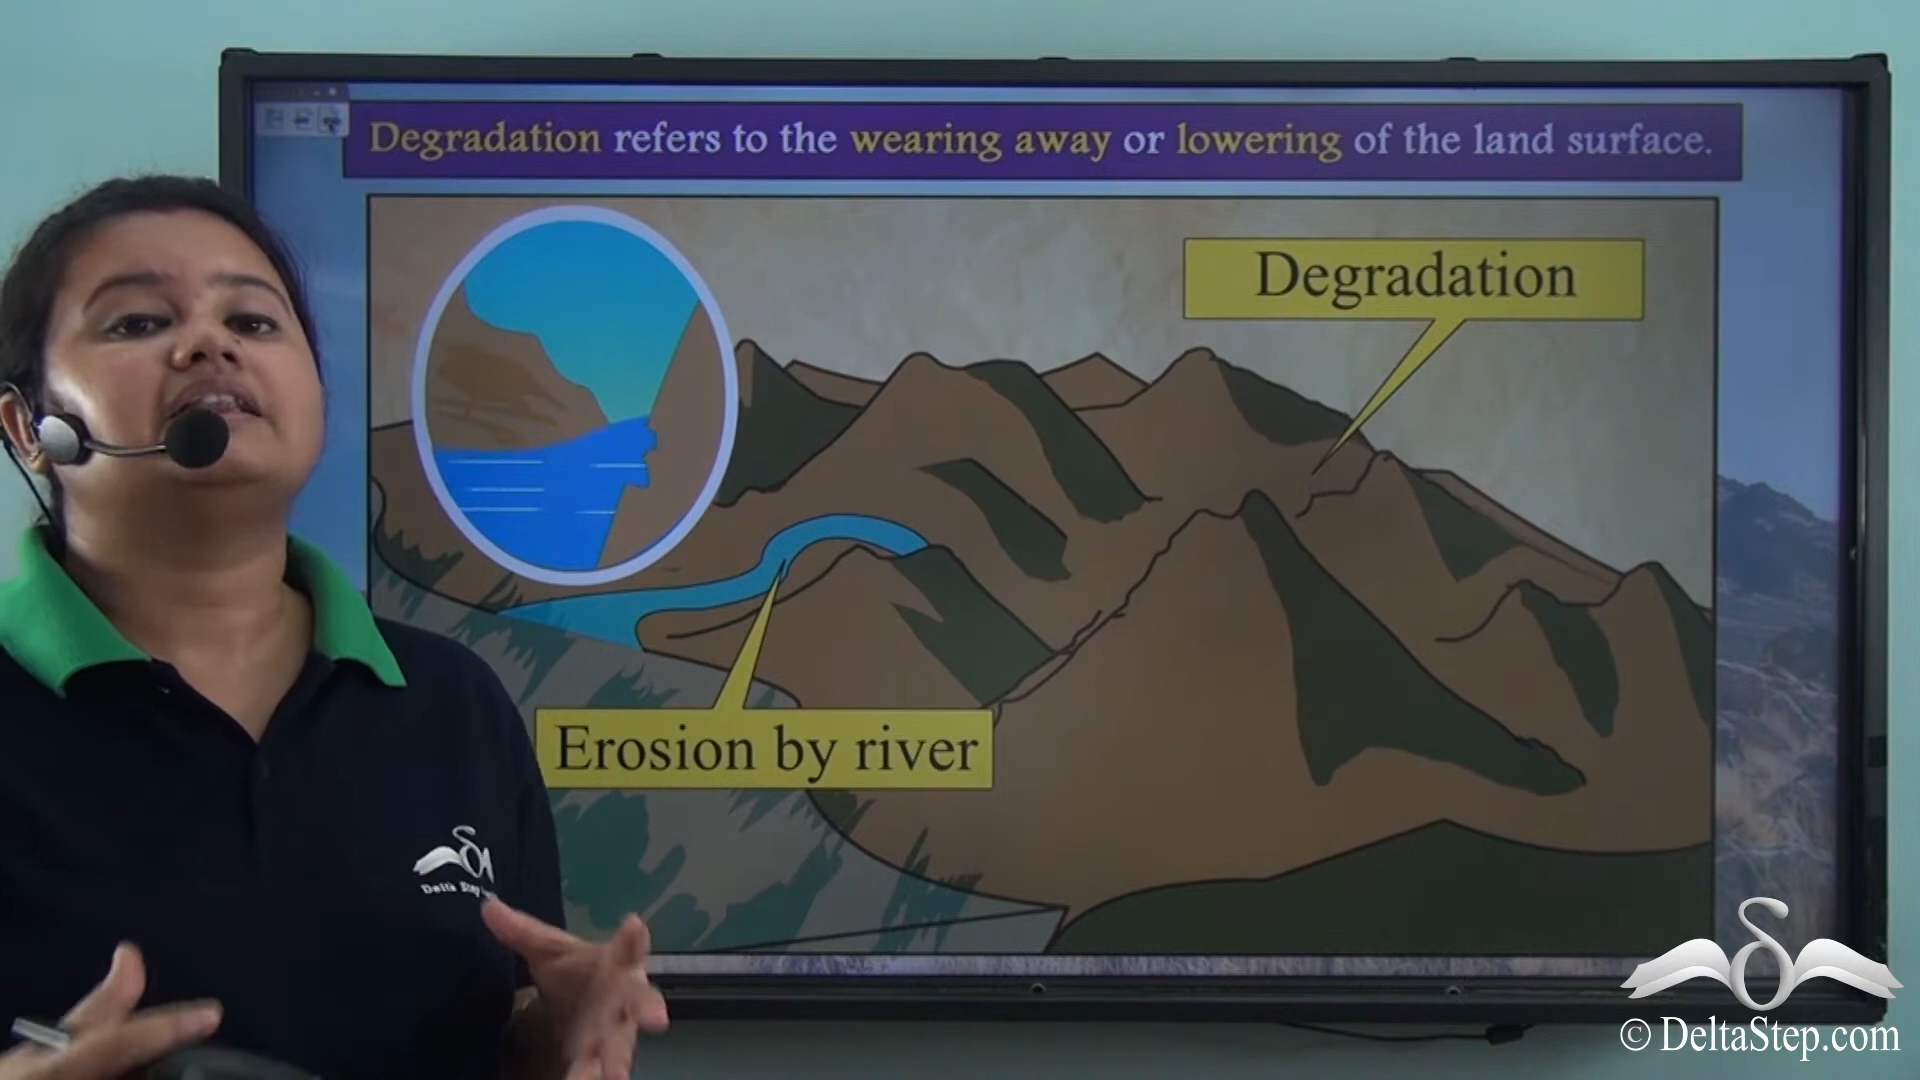 Degradation refers to the wearing away or lowering of the land surface.
Degradation
Erosion by river
© DeltaStep.com